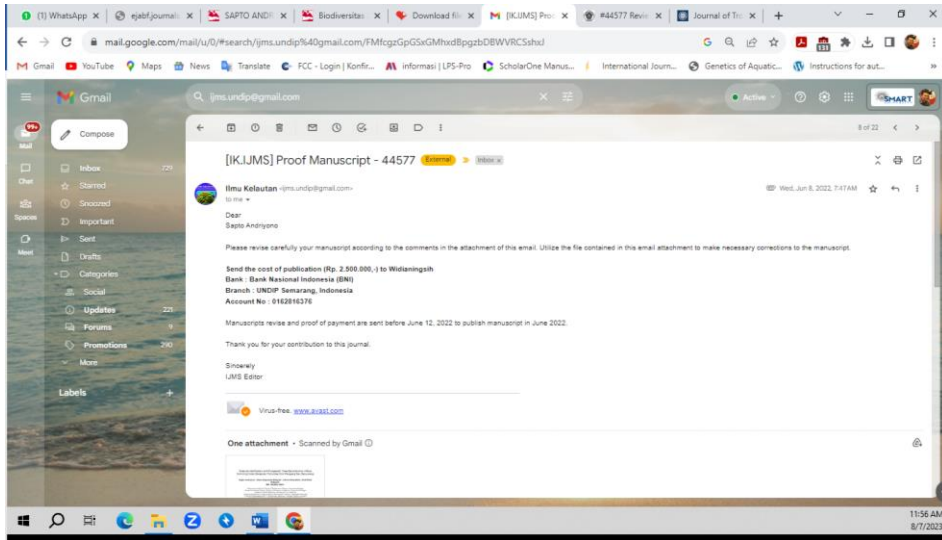 (1) WhatsApp
ejabf.journals
SAPTO ANDR
Biodiversitas
Download fil
[IK.IJMS] Proo
#44577 Revie
Journal of Tro
mail.google.com/mail/u/0/#search/ijms.undip%40gmail.com/FMfcgzGpGSxGMhxdBpgzbDBWVRCSshxJ
Gmail
YouTube
Maps
News
Translate
FCC - Login | Konfir...
informasi | LPS-Pro
ScholarOne Manus...
International Journ...
Genetics of Aquatic...
Instructions for aut...
Gmail
ijms.undip@gmail.com
Active
SMART
99+
Mail
Chat
Spaces
Meet
Compose
9 of 22
Inbox 229
Starred
Snoozed
Important
Sent
Drafts
Categories
Social
Updates 221
Forums 9
Promotions 290
More
Labels
[IK.IJMS] Proof Manuscript - 44577 External Inbox x
Ilmu Kelautan <ijms.undip@gmail.com>
to me
Wed, Jun 8, 2022, 7:47 AM
Dear
Sapto Andriyono
Please revise carefully your manuscript according to the comments in the attachment of this email. Utilize the file contained in this email attachment to make necessary corrections to the manuscript.
Send the cost of publication (Rp. 2.500.000,-) to Widianingsih
Bank : Bank Nasional Indonesia (BNI)
Branch : UNDIP Semarang, Indonesia
Account No : 0162816376
Manuscripts revise and proof of payment are sent before June 12, 2022 to publish manuscript in June 2022.
Thank you for your contribution to this journal.
Sincerely
IJMS Editor
Virus-free. www.avast.com
One attachment • Scanned by Gmail
11:56 AM
8/7/2023